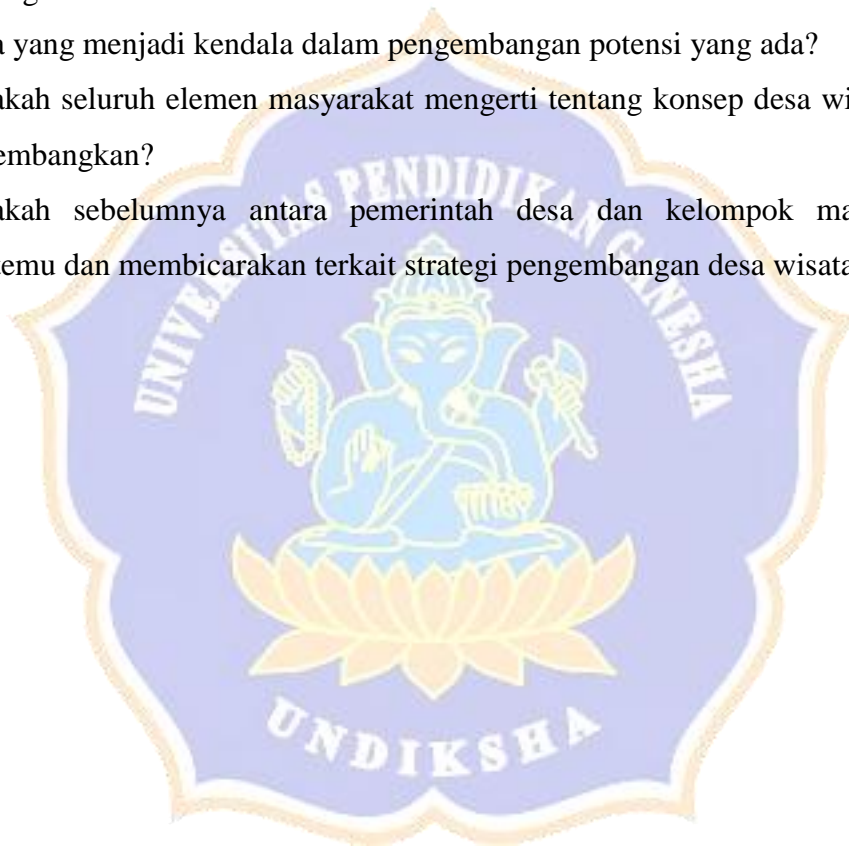 a yang menjadi kendala dalam pengembangan potensi yang ada?
akah seluruh elemen masyarakat mengerti tentang konsep desa wi
embangkan?
akah sebelumnya antara pemerintah desa dan kelompok ma
temu dan membicarakan terkait strategi pengembangan desa wisata
UNIVERSITAS PENDIDIKAN GANESHA
UNDIKSHA